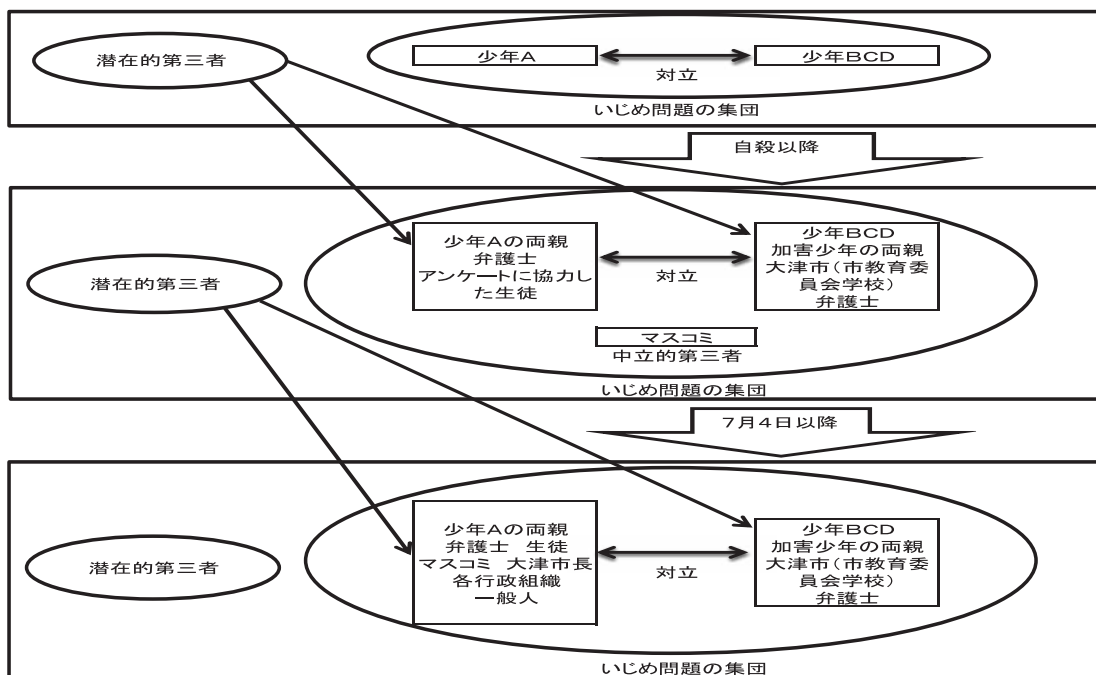 潜在的第三者
少年A
少年BCD
対立
いじめ問題の集団
自殺以降
潜在的第三者
少年Aの両親
弁護士
アンケートに協力し
た生徒
対立
少年BCD
加害少年の両親
大津市(市教育委
員会学校)
弁護士
マスコミ
中立的第三者
いじめ問題の集団
7月4日以降
潜在的第三者
少年Aの両親
弁護士 生徒
マスコミ 大津市長
各行政組織
一般人
対立
少年BCD
加害少年の両親
大津市(市教育委
員会学校)
弁護士
いじめ問題の集団